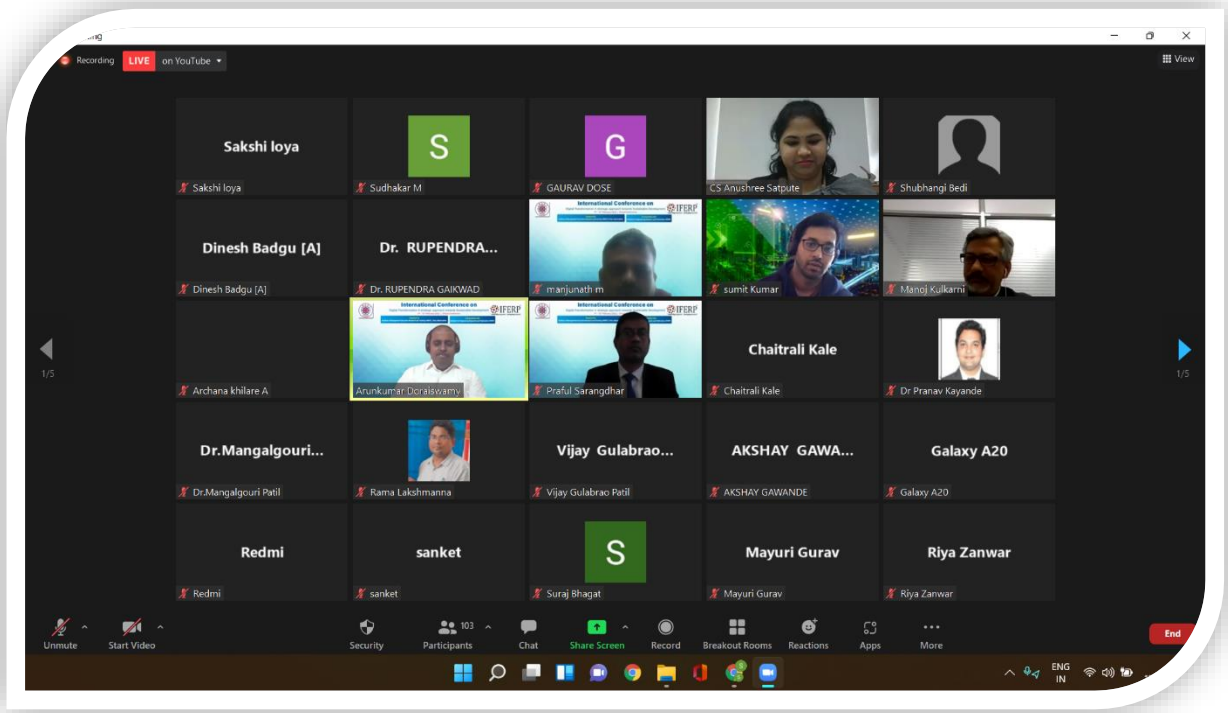 Recording LIVE on YouTube
View
Sakshi loya
S
G
Sakshi loya
Sudhakar M
GAURAV DOSE
CS Anushree Satpute
Shubhangi Bedi
Dinesh Badgu [A]
Dr. RUPENDRA...
International Conference on
IFERP
Dinesh Badgu [A]
Dr. RUPENDRA GAIKWAD
manjunath m
sumit Kumar
Manoj Kulkarni
International Conference on
IFERP
International Conference on
IFERP
Chaitrali Kale
Archana khilare A
Arunkumar Doraiswamy
Praful Sarangdhar
Chaitrali Kale
Dr Pranav Kayande
1/5
1/5
Dr.Mangalgouri...
Vijay Gulabrao...
AKSHAY GAWA...
Galaxy A20
Dr.Mangalgouri Patil
Rama Lakshmanna
Vijay Gulabrao Patil
AKSHAY GAWANDE
Galaxy A20
Redmi
sanket
S
Mayuri Gurav
Riya Zanwar
Redmi
sanket
Suraj Bhagat
Mayuri Gurav
Riya Zanwar
103
Unmute
Start Video
Security
Participants
Chat
Share Screen
Record
Breakout Rooms
Reactions
Apps
More
End
ENG
IN